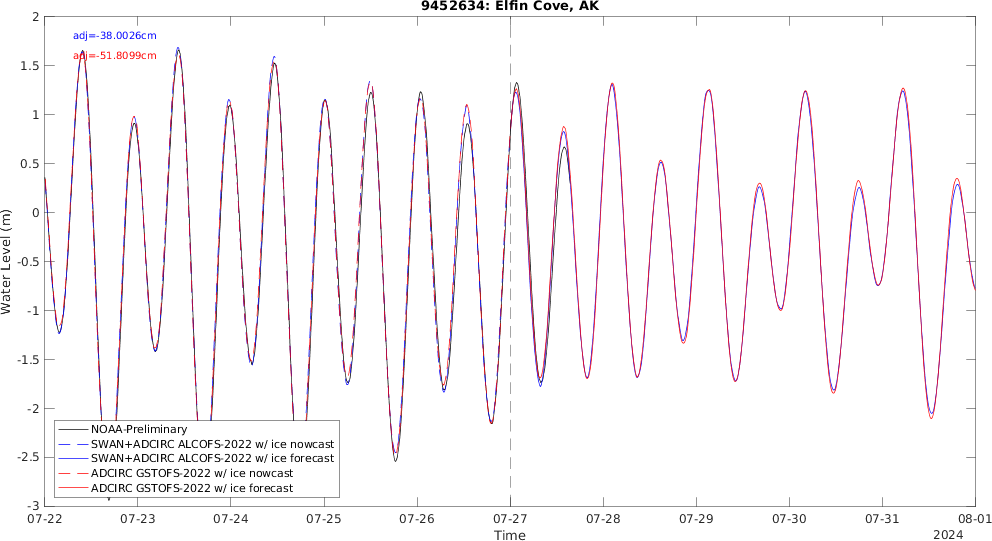 9452634: Elfin Cove, AK
adj=-38.0026cm
adj=-51.8099cm
2
1.5
1
0.5
0
-0.5
-1
-1.5
-2
-2.5
-3
Water Level (m)
NOAA-Preliminary
SWAN+ADCIRC ALCOFS-2022 w/ ice nowcast
SWAN+ADCIRC ALCOFS-2022 w/ ice forecast
ADCIRC GSTOFS-2022 w/ ice nowcast
ADCIRC GSTOFS-2022 w/ ice forecast
07-22 07-23 07-24 07-25 07-26 07-27 07-28 07-29 07-30 07-31 08-01
Time
2024